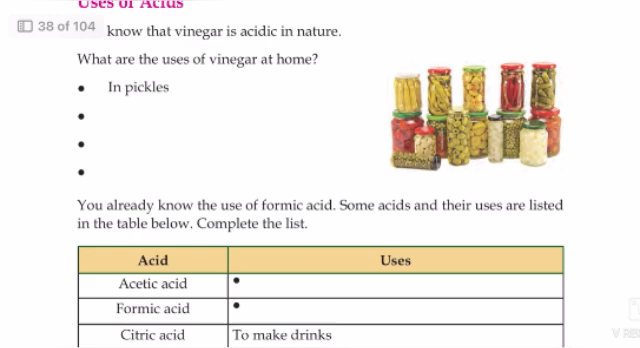 Uses of Acids
38 of 104
know that vinegar is acidic in nature.
What are the uses of vinegar at home?
• In pickles
•
•
•
You already know the use of formic acid. Some acids and their uses are listed
in the table below. Complete the list.
Acid Uses
Acetic acid •
Formic acid •
Citric acid To make drinks